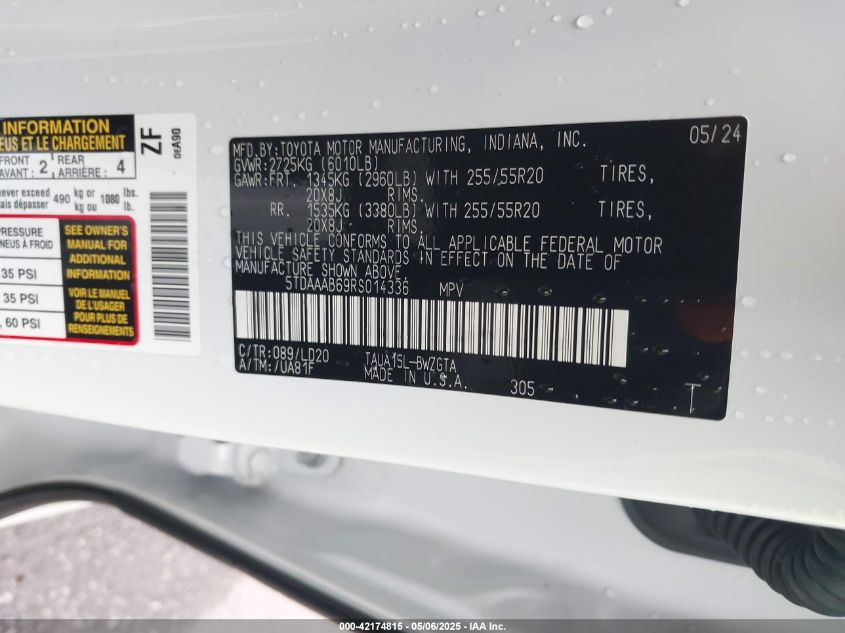 INFORMATION
EUS ET LE CHARGEMENT
FRONT AVANT : 2 REAR ARRIÈRE : 4
never exceed 490 kg or 1080 lbs.
ais dépasser kg ou lb.
PRESSURE
NEUS À FROID
35 PSI
35 PSI
, 60 PSI
SEE OWNER'S
MANUAL FOR
ADDITIONAL
INFORMATION
VOIR LE MANUEL
DE L'USAGER
POUR PLUS DE
RENSEIGNEMENTS
ZF
0EA90
MFD.BY:TOYOTA MOTOR MANUFACTURING, INDIANA, INC. 05/24
GVWR:2725KG (6010LB)
GAWR:FRT. 1345KG (2960LB) WITH 255/55R20 TIRES,
20X8J RIMS.
RR. 1535KG (3380LB) WITH 255/55R20 TIRES,
20X8J RIMS.
THIS VEHICLE CONFORMS TO ALL APPLICABLE FEDERAL MOTOR
VEHICLE SAFETY STANDARDS IN EFFECT ON THE DATE OF
MANUFACTURE SHOWN ABOVE.
5TDAAAB69RS014336 MPV
C/TR:089/LD20 TAUA15L-BWZGTA
A/TM:/UA81F MADE IN U.S.A. 305 T
000-42174815 - 05/06/2025 - IAA Inc.